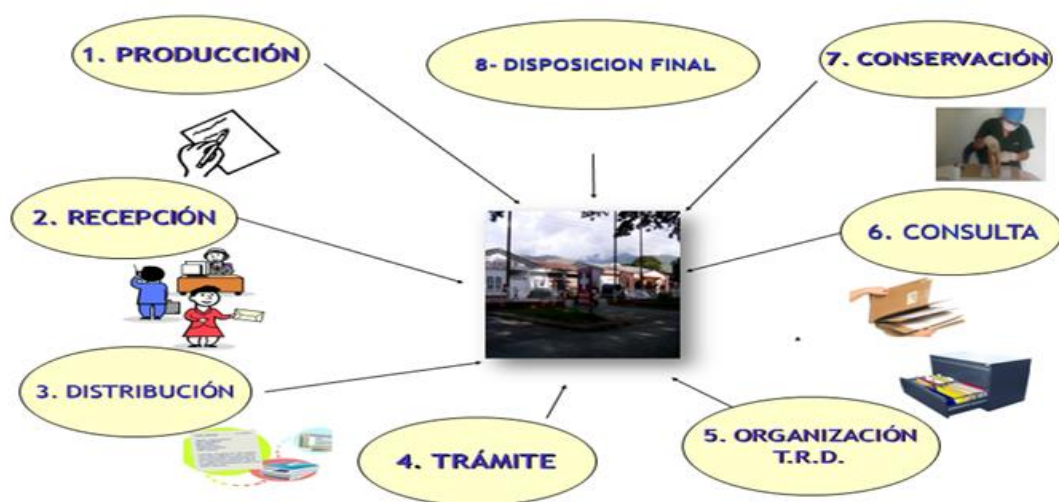 1. PRODUCCIÓN
8- DISPOSICION FINAL
7. CONSERVACIÓN
2. RECEPCIÓN
6. CONSULTA
3. DISTRIBUCIÓN
4. TRÁMITE
5. ORGANIZACIÓN
T.R.D.